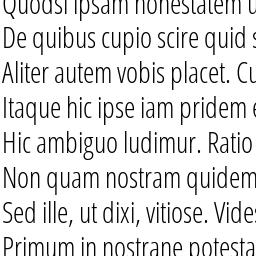 Quodsi ipsam honestatem u
De quibus cupio scire quid s
Aliter autem vobis placet. Cu
Itaque hic ipse iam pridem e
Hic ambiguo ludimur. Ratio
Non quam nostram quidem
Sed ille, ut dixi, vitiose. Vide
Primum in nostrane potesta